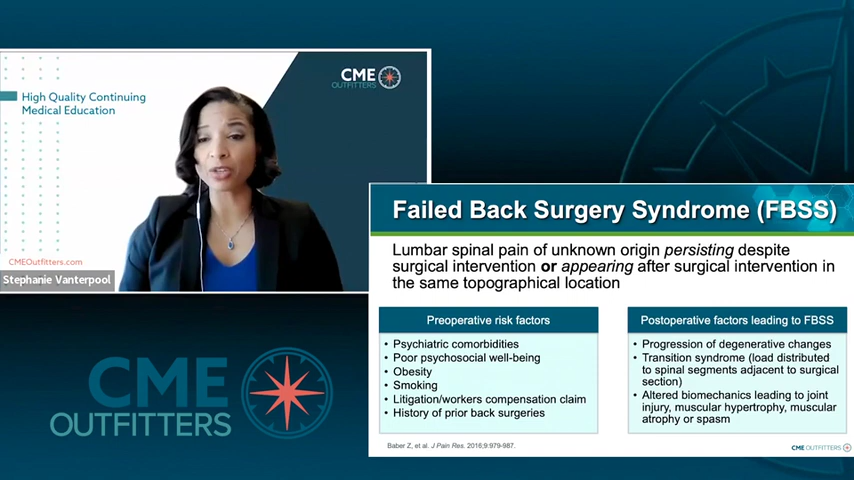 High Quality Continuing
Medical Education
CME
OUTFITTERS
CMEOutfitters.com
Stephanie Vanterpool
Failed Back Surgery Syndrome (FBSS)
Lumbar spinal pain of unknown origin persisting despite
surgical intervention or appearing after surgical intervention in
the same topographical location
Preoperative risk factors
• Psychiatric comorbidities
• Poor psychosocial well-being
• Obesity
• Smoking
• Litigation/workers compensation claim
• History of prior back surgeries
Postoperative factors leading to FBSS
• Progression of degenerative changes
• Transition syndrome (load distributed
to spinal segments adjacent to surgical
section)
• Altered biomechanics leading to joint
injury, muscular hypertrophy, muscular
atrophy or spasm
Baber Z, et al. J Pain Res. 2016;9:979-987.
CME OUTFITTERS
CME
OUTFITTERS